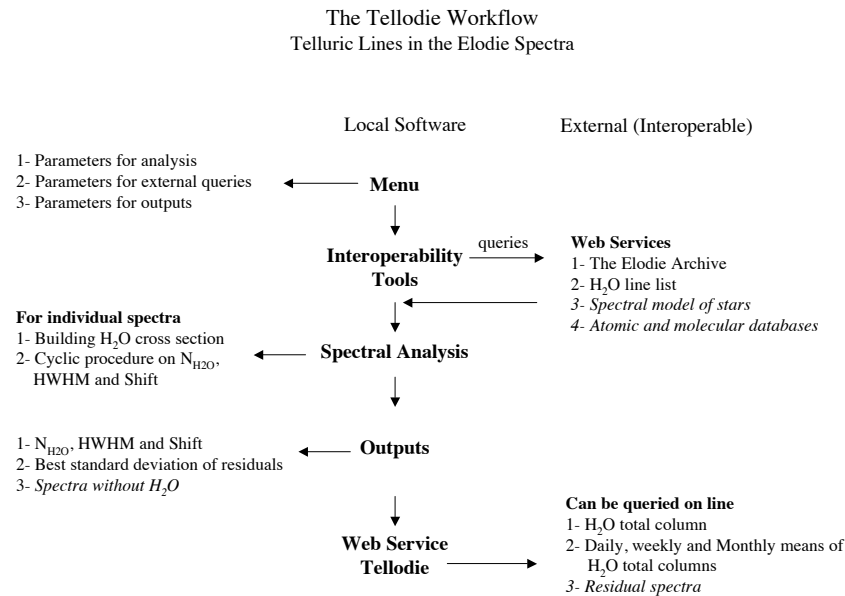 The Tellodie Workflow
Telluric Lines in the Elodie Spectra
Local Software
External (Interoperable)
1- Parameters for analysis
2- Parameters for external queries
3- Parameters for outputs
Menu
Interoperability
Tools
queries
Web Services
1- The Elodie Archive
2- H2O line list
3- Spectral model of stars
4- Atomic and molecular databases
For individual spectra
1- Building H2O cross section
2- Cyclic procedure on NH2O,
HWHM and Shift
Spectral Analysis
1- NH2O, HWHM and Shift
2- Best standard deviation of residuals
3- Spectra without H2O
Outputs
Web Service
Tellodie
Can be queried on line
1- H2O total column
2- Daily, weekly and Monthly means of
H2O total columns
3- Residual spectra